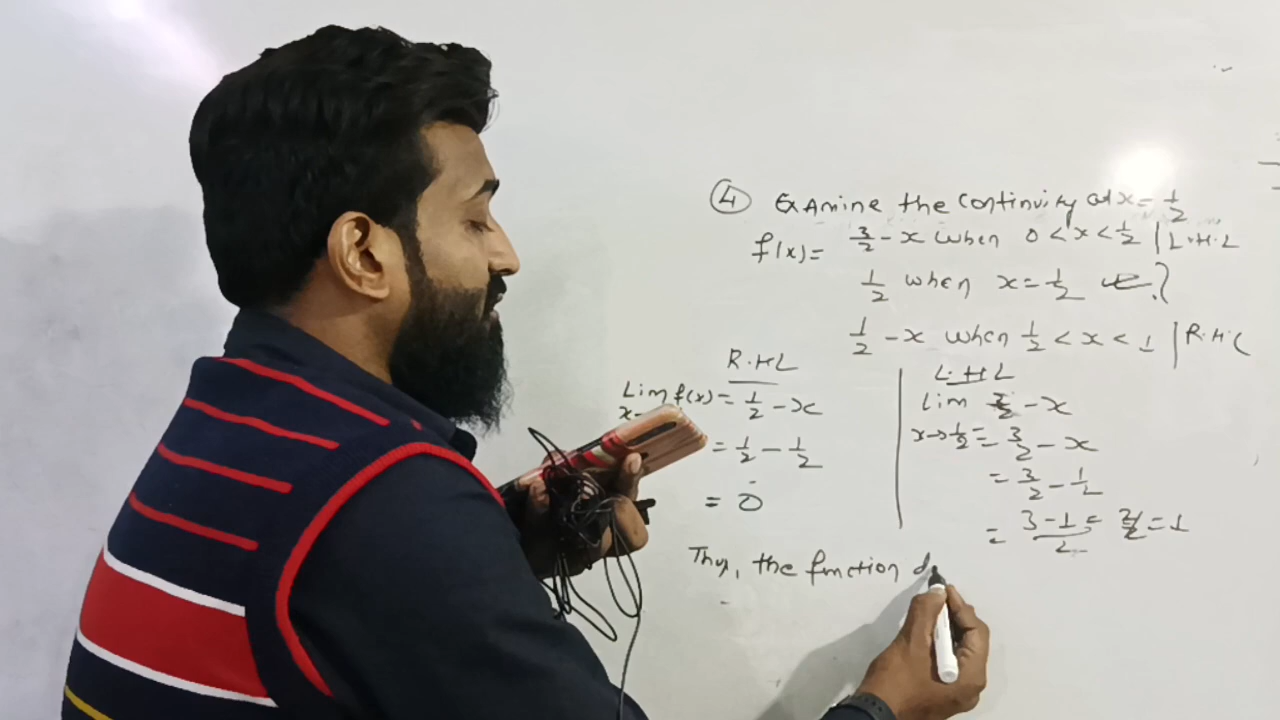 ④ Examine the continuity at x = 1/2
f(x) = 3/2 - x when 0 < x < 1/2 | L.H.L
1/2 when x = 1/2
1/2 - x when 1/2 < x < 1 | R.H.L
R.H.L
Lim f(x) = 1/2 - x
x→
= 1/2 - 1/2
= 0
L.H.L
Lim 3/2 - x
x→1/2 = 3/2 - x
= 3/2 - 1/2
= 3-1/2 = 2/2 = 1
Thus, the function d